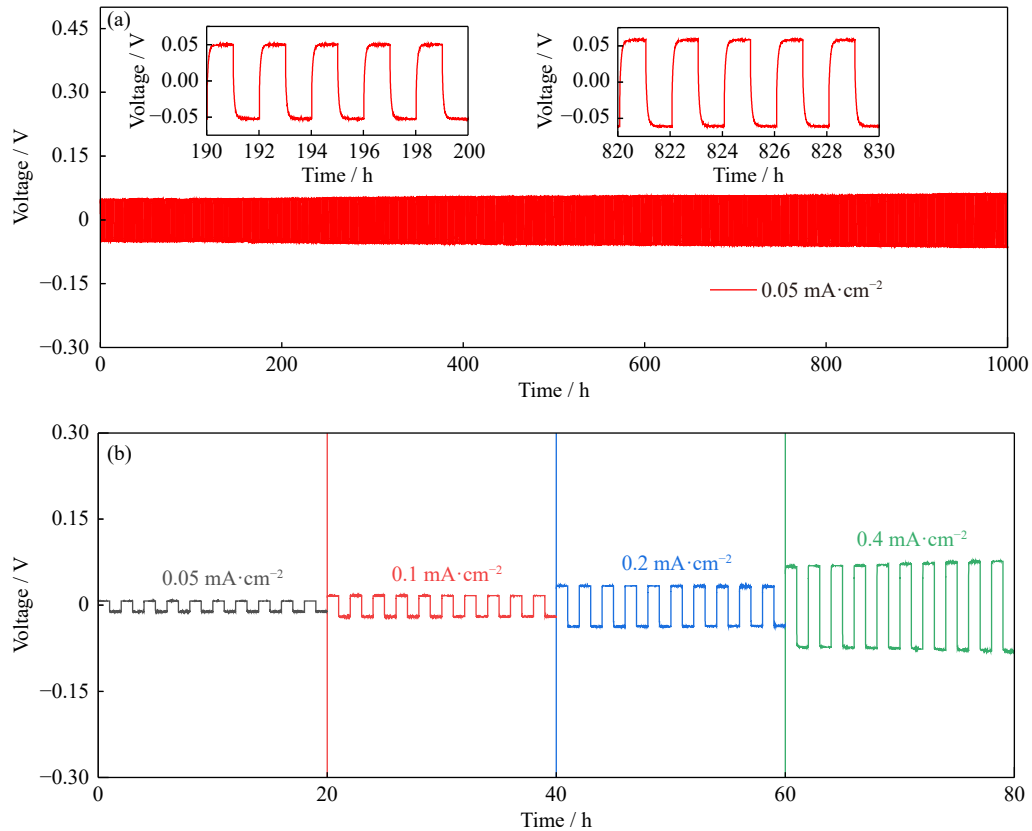 (a)
Voltage / V
0.45
0.30
0.15
0
−0.15
−0.30
0 200 400 600 800 1000
Time / h
Voltage / V
0.05
0.00
−0.05
190 192 194 196 198 200
Time / h
Voltage / V
0.05
0.00
−0.05
820 822 824 826 828 830
Time / h
0.05 mA·cm⁻²
(b)
Voltage / V
0.30
0.15
0
−0.15
−0.30
0.05 mA·cm⁻²
0.1 mA·cm⁻²
0.2 mA·cm⁻²
0.4 mA·cm⁻²
0 20 40 60 80
Time / h